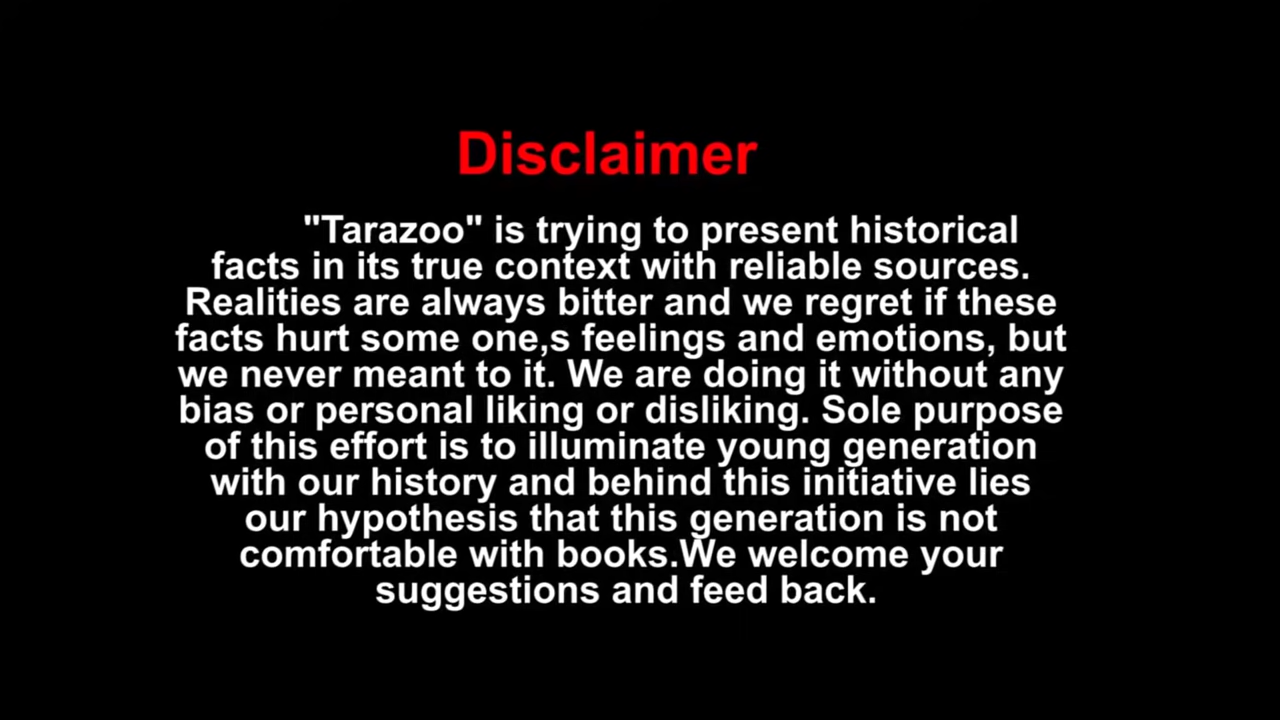 Disclaimer
"Tarazoo" is trying to present historical
facts in its true context with reliable sources.
Realities are always bitter and we regret if these
facts hurt some one,s feelings and emotions, but
we never meant to it. We are doing it without any
bias or personal liking or disliking. Sole purpose
of this effort is to illuminate young generation
with our history and behind this initiative lies
our hypothesis that this generation is not
comfortable with books.We welcome your
suggestions and feed back.